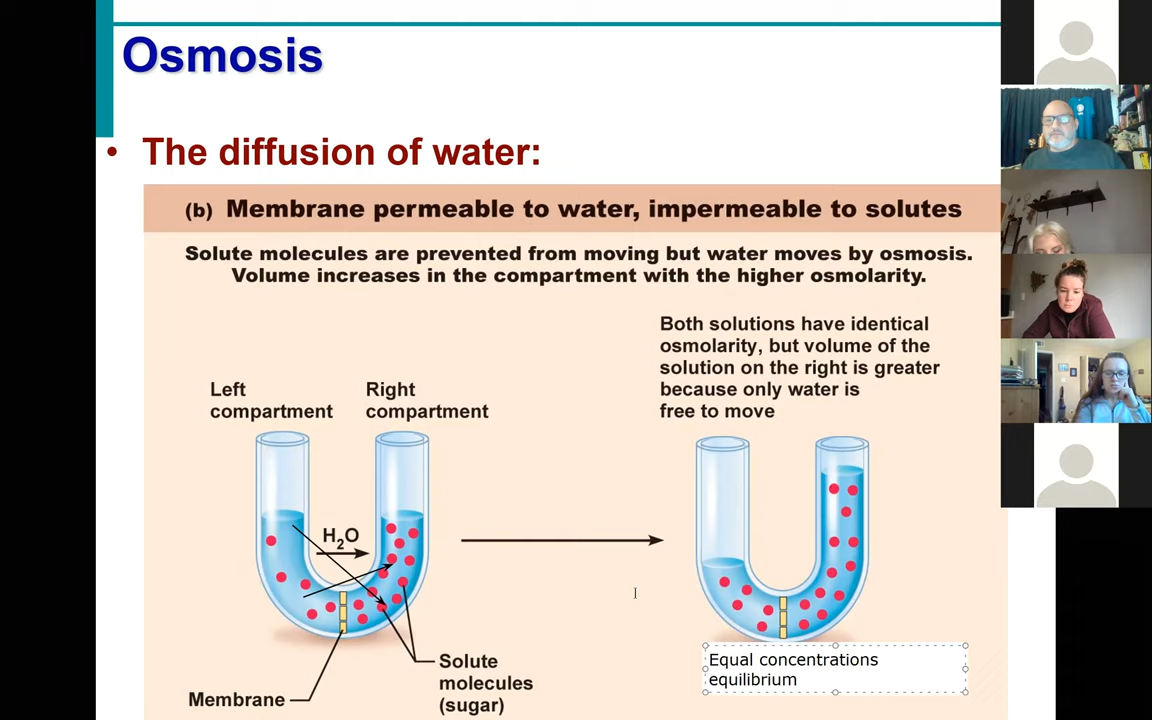 Osmosis
• The diffusion of water:
(b) Membrane permeable to water, impermeable to solutes
Solute molecules are prevented from moving but water moves by osmosis.
Volume increases in the compartment with the higher osmolarity.
Both solutions have identical
osmolarity, but volume of the
solution on the right is greater
because only water is
free to move
Left
compartment
Right
compartment
H2O
Solute
molecules
(sugar)
Membrane
Equal concentrations
equilibrium